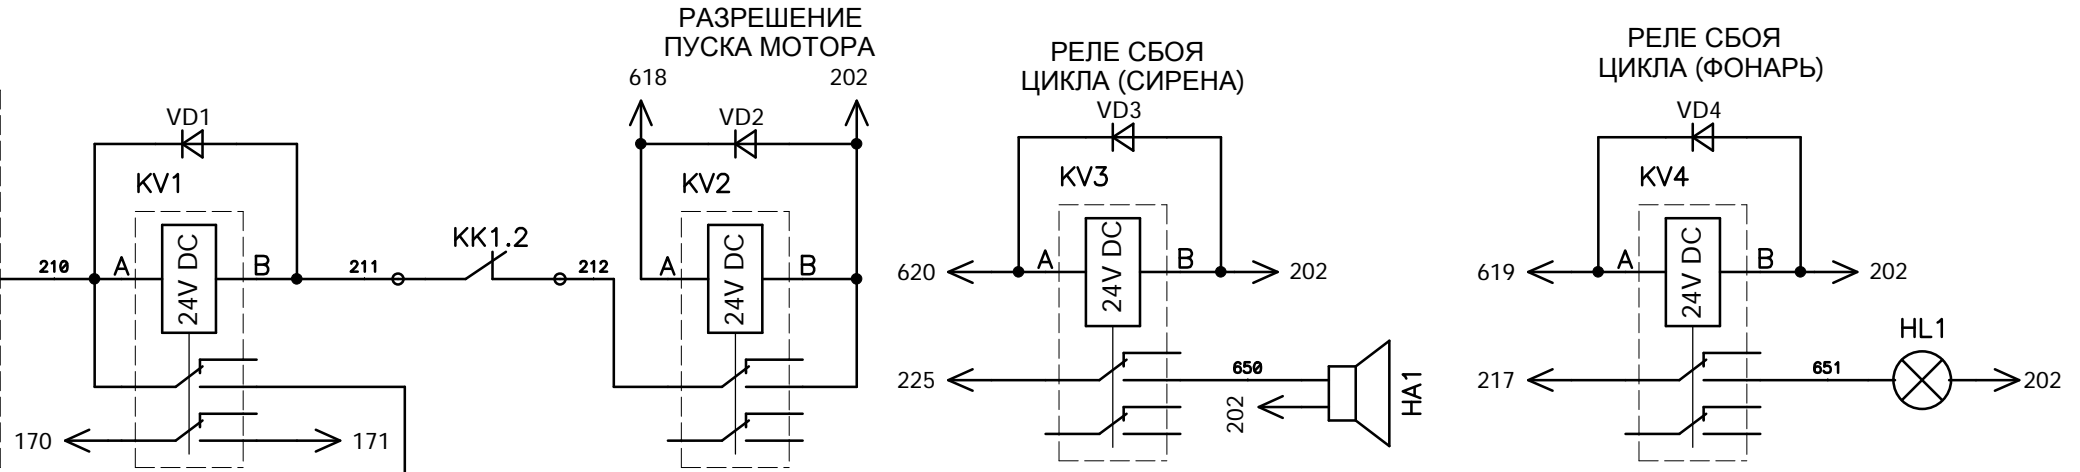 РАЗРЕШЕНИЕ
ПУСКА МОТОРА
618
202
VD1
VD2
KV1
KV2
210
A
24V DC
B
211
KK1.2
212
A
24V DC
B
170
171
РЕЛЕ СБОЯ
ЦИКЛА (СИРЕНА)
VD3
KV3
620
A
24V DC
B
202
225
650
202
HA1
РЕЛЕ СБОЯ
ЦИКЛА (ФОНАРЬ)
VD4
KV4
619
A
24V DC
B
202
HL1
217
651
202